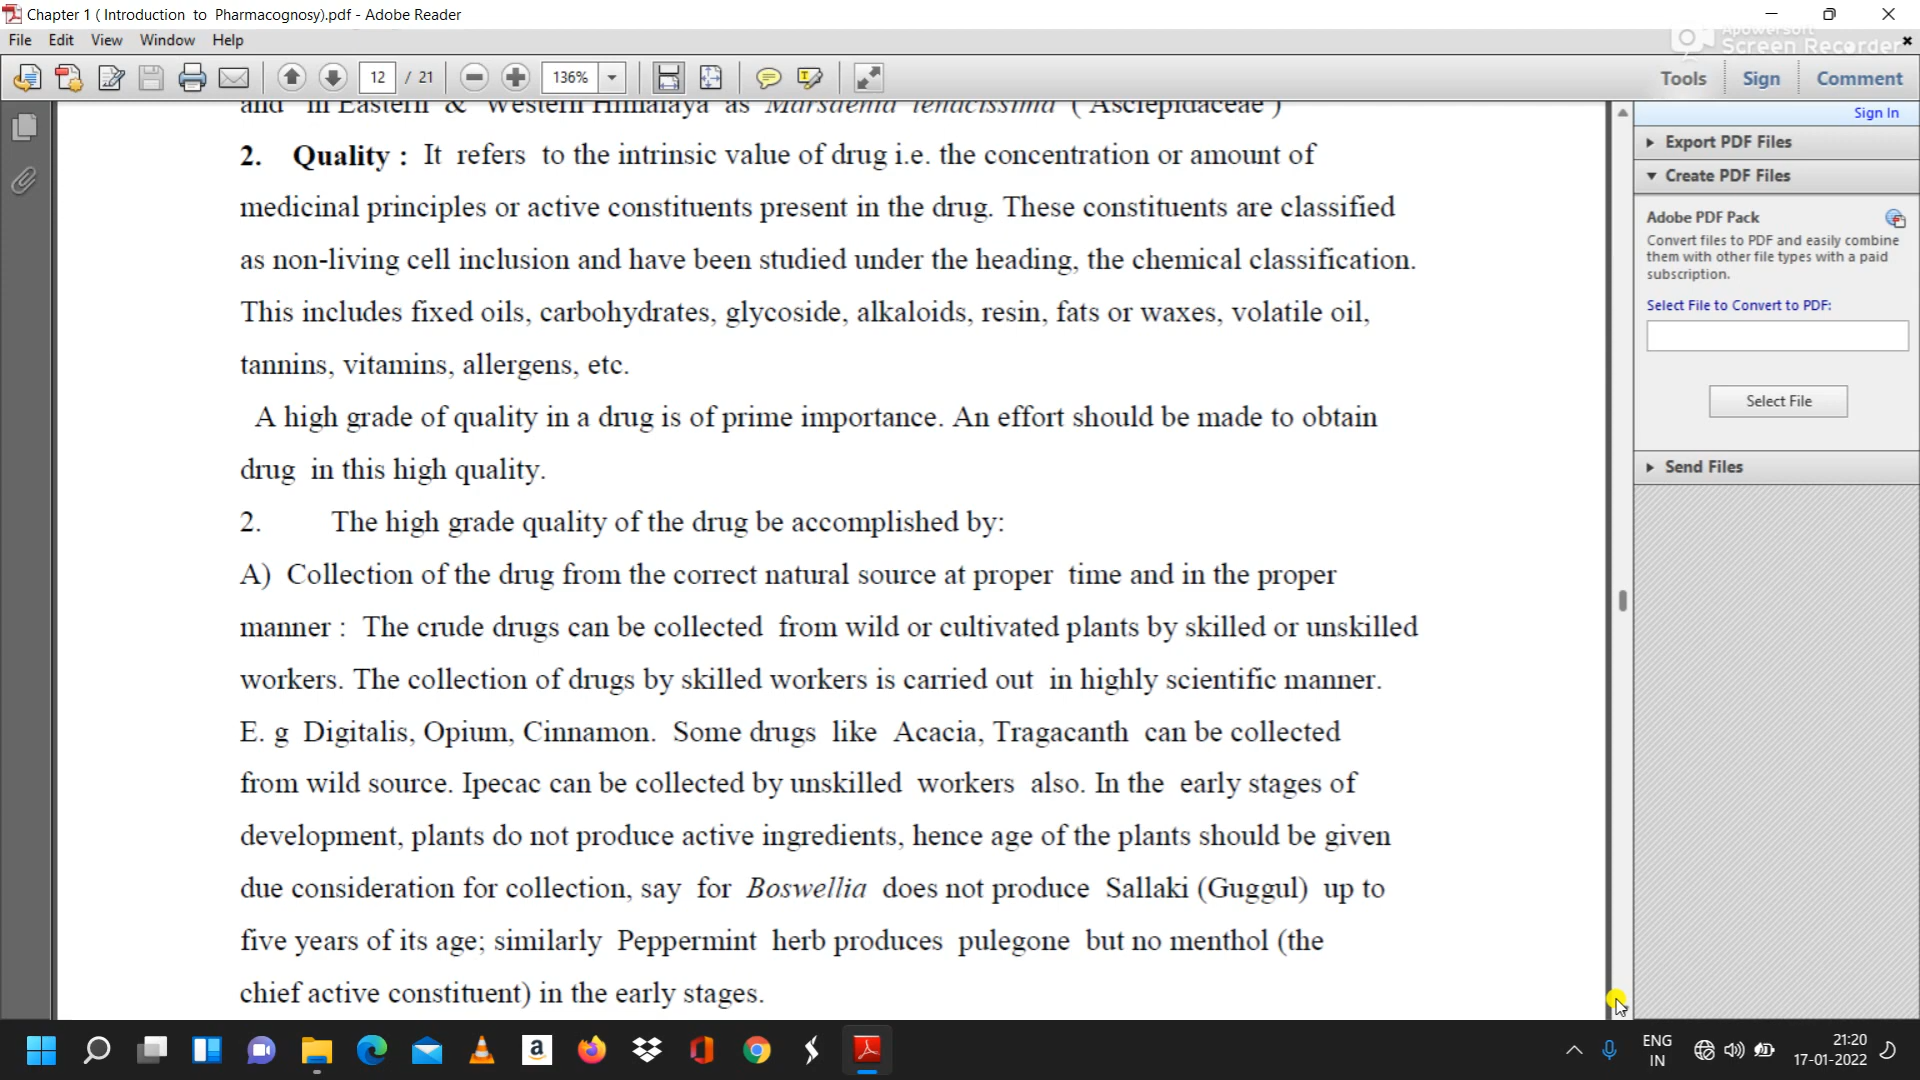 Chapter 1 ( Introduction to Pharmacognosy).pdf - Adobe Reader
File Edit View Window Help
Apowersoft
Screen Recorder
12 / 21 136% Tools Sign Comment
Sign In
Export PDF Files
Create PDF Files
Adobe PDF Pack
Convert files to PDF and easily combine
them with other file types with a paid
subscription.
Select File to Convert to PDF:
Select File
Send Files
and in Eastern & Western Himalaya as Marsdenia tenacissima ( Asclepidaceae )
2. Quality : It refers to the intrinsic value of drug i.e. the concentration or amount of
medicinal principles or active constituents present in the drug. These constituents are classified
as non-living cell inclusion and have been studied under the heading, the chemical classification.
This includes fixed oils, carbohydrates, glycoside, alkaloids, resin, fats or waxes, volatile oil,
tannins, vitamins, allergens, etc.
A high grade of quality in a drug is of prime importance. An effort should be made to obtain
drug in this high quality.
2. The high grade quality of the drug be accomplished by:
A) Collection of the drug from the correct natural source at proper time and in the proper
manner : The crude drugs can be collected from wild or cultivated plants by skilled or unskilled
workers. The collection of drugs by skilled workers is carried out in highly scientific manner.
E. g Digitalis, Opium, Cinnamon. Some drugs like Acacia, Tragacanth can be collected
from wild source. Ipecac can be collected by unskilled workers also. In the early stages of
development, plants do not produce active ingredients, hence age of the plants should be given
due consideration for collection, say for Boswellia does not produce Sallaki (Guggul) up to
five years of its age; similarly Peppermint herb produces pulegone but no menthol (the
chief active constituent) in the early stages.
a
ENG
IN
21:20
17-01-2022